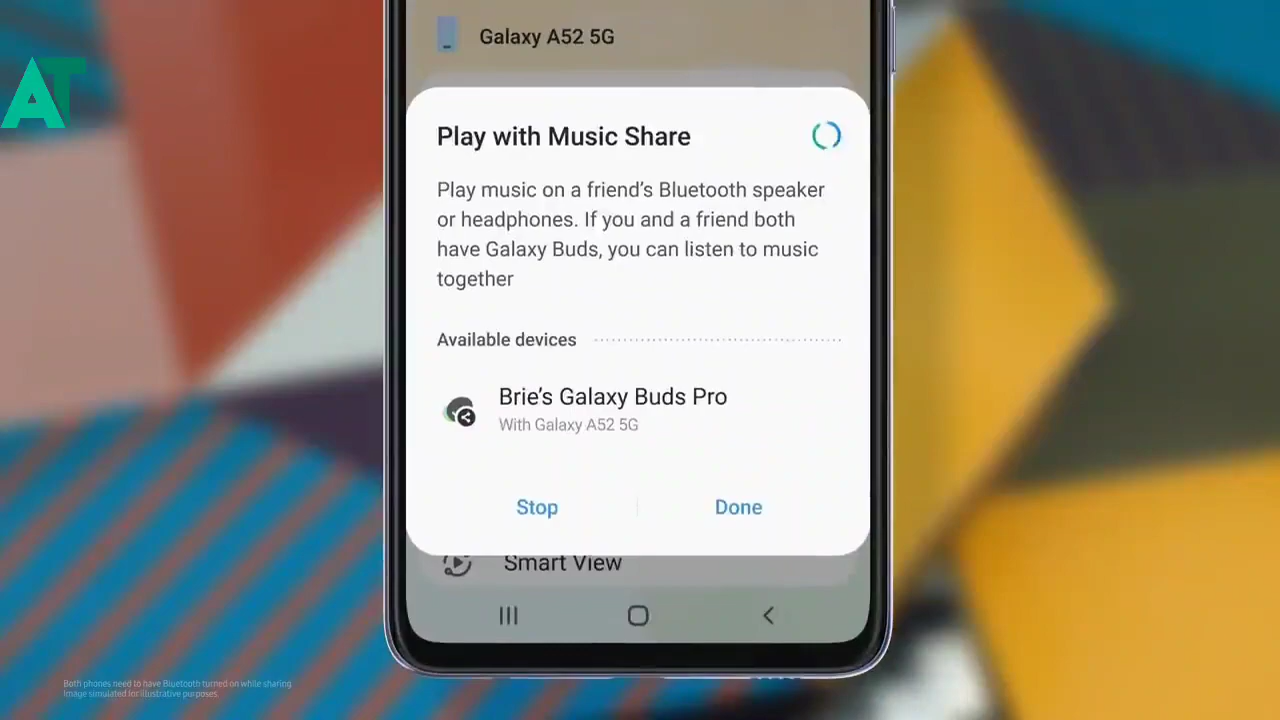 AT
Galaxy A52 5G
Play with Music Share
Play music on a friend's Bluetooth speaker
or headphones. If you and a friend both
have Galaxy Buds, you can listen to music
together
Available devices
Brie's Galaxy Buds Pro
With Galaxy A52 5G
Stop
Done
Smart View
Both phones need to have Bluetooth turned on while sharing.
Image simulated for illustrative purposes.